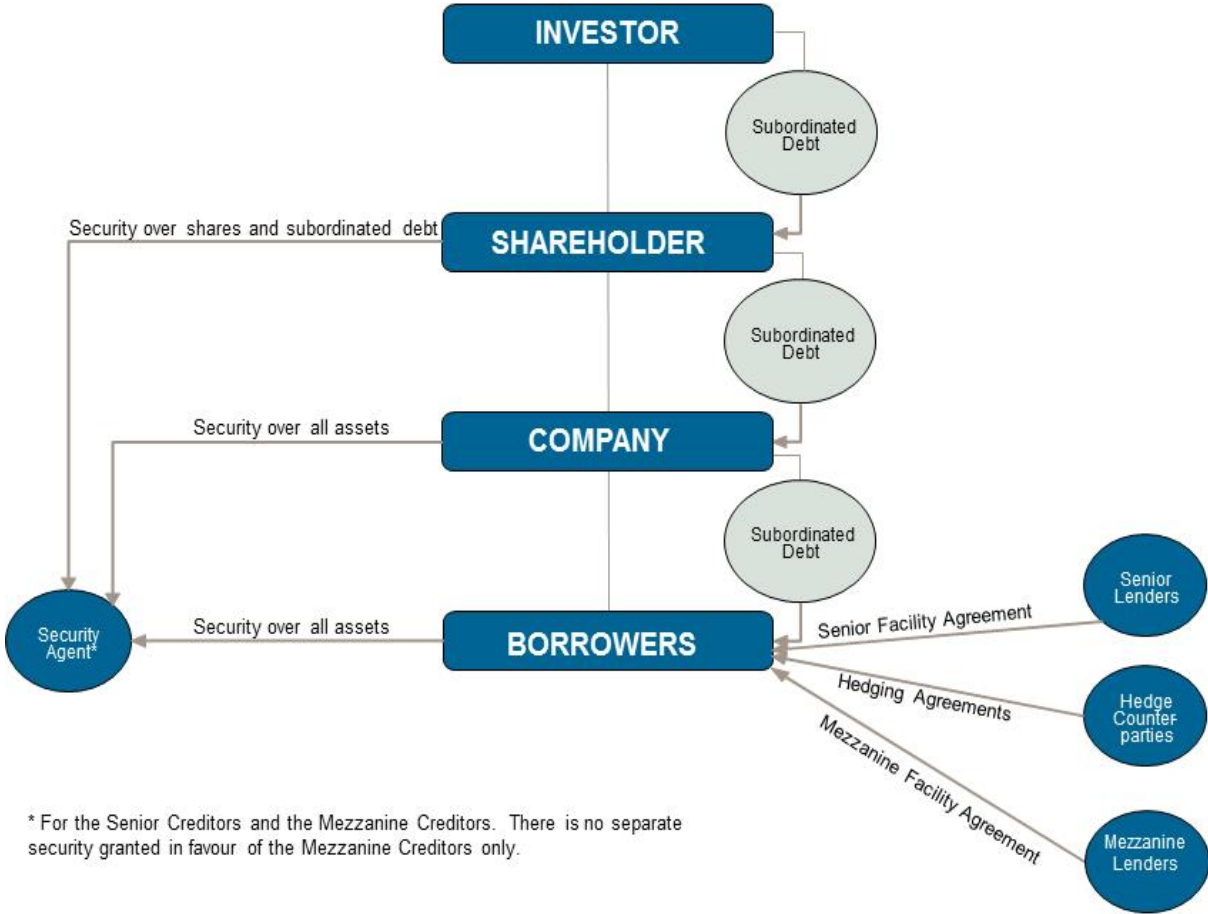 INVESTOR
Subordinated
Debt
Security over shares and subordinated debt
SHAREHOLDER
Subordinated
Debt
Security over all assets
COMPANY
Subordinated
Debt
Senior
Lenders
Security
Agent*
Security over all assets
BORROWERS
Senior Facility Agreement
Hedging Agreements
Hedge
Counter-
parties
Mezzanine Facility Agreement
* For the Senior Creditors and the Mezzanine Creditors. There is no separate
security granted in favour of the Mezzanine Creditors only.
Mezzanine
Lenders